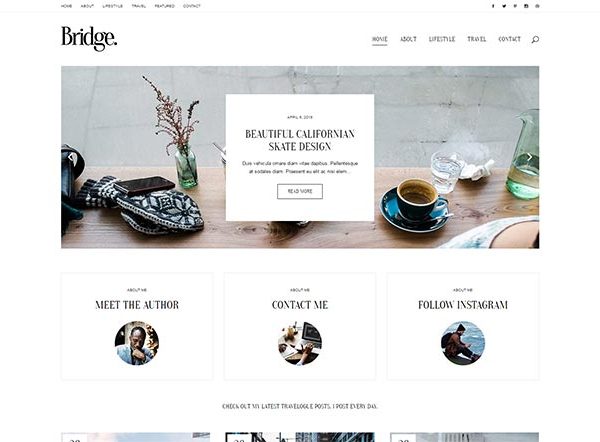 HOME ABOUT LIFESTYLE TRAVEL FEATURED CONTACT
Bridge.
HOME ABOUT LIFESTYLE TRAVEL CONTACT
APRIL 5, 2018
BEAUTIFUL CALIFORNIAN
SKATE DESIGN
Duis vehicula ornare diam vitae dapibus. Pellentesque
at sodales diam. Praesent eu elit ac nisi elem...
READ MORE
ABOUT ME
MEET THE AUTHOR
ABOUT ME
CONTACT ME
ABOUT ME
FOLLOW INSTAGRAM
CHECK OUT MY LATEST TRAVELOGUE POSTS. I POST EVERY DAY.